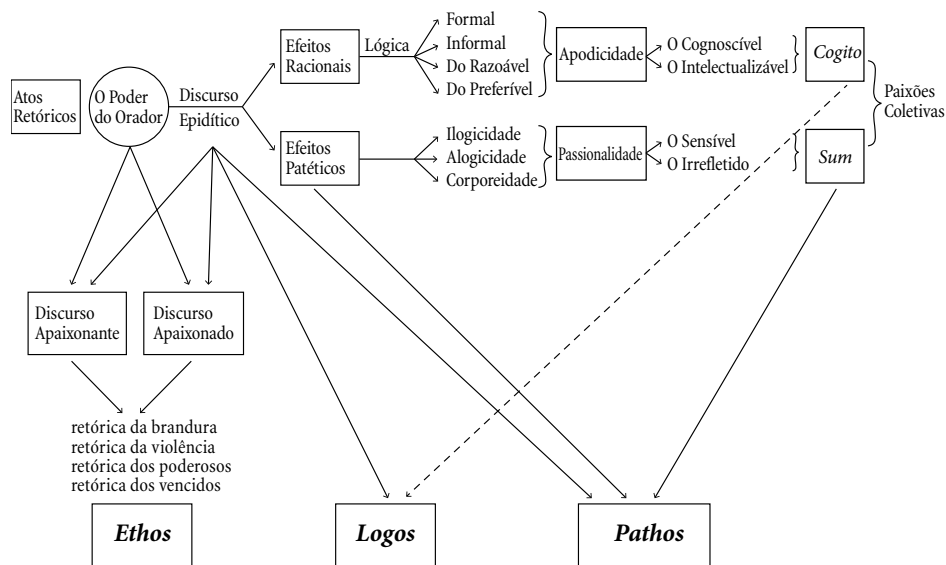 Atos
Retóricos
O Poder
do Orador
Discurso
Epidítico
Efeitos
Racionais
Lógica
Formal
Informal
Do Razoável
Do Preferível
Apodicidade
O Cognoscível
O Intelectualizável
Cogito
Paixões
Coletivas
Efeitos
Patéticos
Ilogicidade
Alogicidade
Corporeidade
Passionalidade
O Sensível
O Irrefletido
Sum
Discurso
Apaixonante
Discurso
Apaixonado
retórica da brandura
retórica da violência
retórica dos poderosos
retórica dos vencidos
Ethos
Logos
Pathos